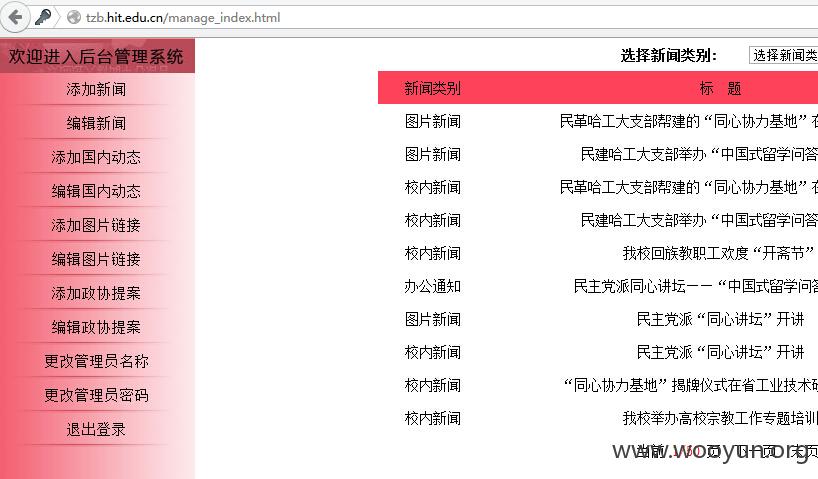 tzb.hit.edu.cn/manage_index.html
欢迎进入后台管理系统
添加新闻
编辑新闻
添加国内动态
编辑国内动态
添加图片链接
编辑图片链接
添加政协提案
编辑政协提案
更改管理员名称
更改管理员密码
退出登录
选择新闻类别： 选择新闻类
新闻类别 标 题
图片新闻 民革哈工大支部帮建的“同心协力基地”在
图片新闻 民建哈工大支部举办“中国式留学问答
校内新闻 民革哈工大支部帮建的“同心协力基地”在
校内新闻 民建哈工大支部举办“中国式留学问答
校内新闻 我校回族教职工欢度“开斋节”
办公通知 民主党派同心讲坛——“中国式留学问答
图片新闻 民主党派“同心讲坛”开讲
校内新闻 民主党派“同心讲坛”开讲
校内新闻 “同心协力基地”揭牌仪式在省工业技术研
校内新闻 我校举办高校宗教工作专题培训
当前 页 下一页 末页
www.wooyun.org